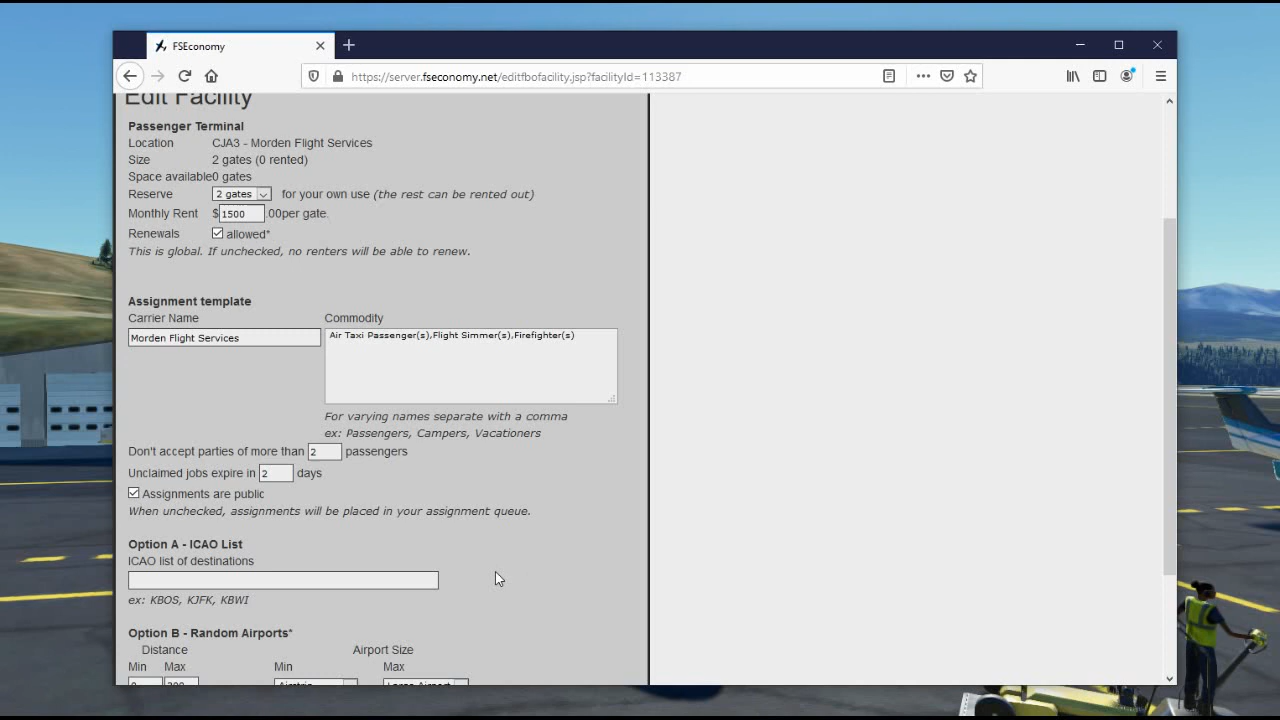 FSEconomy
https://server.fseconomy.net/editfbofacility.jsp?facilityId=113387
Edit Facility
Passenger Terminal
Location CJA3 - Morden Flight Services
Size 2 gates (0 rented)
Space available0 gates
Reserve 2 gates for your own use (the rest can be rented out)
Monthly Rent $ 1500 .00per gate.
Renewals allowed*
This is global. If unchecked, no renters will be able to renew.
Assignment template
Carrier Name Commodity
Morden Flight Services Air Taxi Passenger(s),Flight Simmer(s),Firefighter(s)
For varying names separate with a comma
ex: Passengers, Campers, Vacationers
Don't accept parties of more than 2 passengers
Unclaimed jobs expire in 2 days
Assignments are public
When unchecked, assignments will be placed in your assignment queue.
Option A - ICAO List
ICAO list of destinations
ex: KBOS, KJFK, KBWI
Option B - Random Airports*
Distance Airport Size
Min Max Min Max